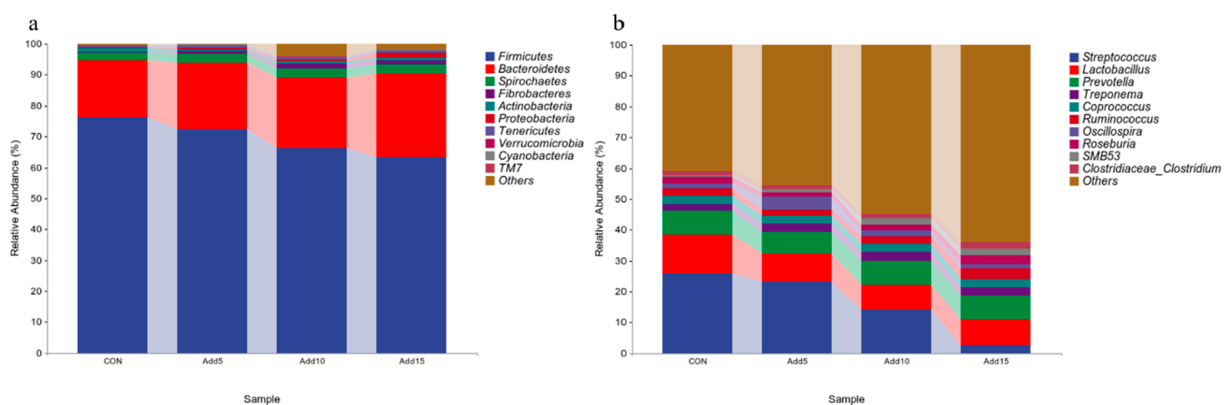 a
Relative Abundance (%)
100
90
80
70
60
50
40
30
20
10
0
CON Add5 Add10 Add15
Sample
Firmicutes
Bacteroidetes
Spirochaetes
Fibrobacteres
Actinobacteria
Proteobacteria
Tenericutes
Verrucomicrobia
Cyanobacteria
TM7
Others
b
Relative Abundance (%)
100
90
80
70
60
50
40
30
20
10
0
CON Add5 Add10 Add15
Sample
Streptococcus
Lactobacillus
Prevotella
Treponema
Coprococcus
Ruminococcus
Oscillospira
Roseburia
SMB53
Clostridiaceae_Clostridium
Others